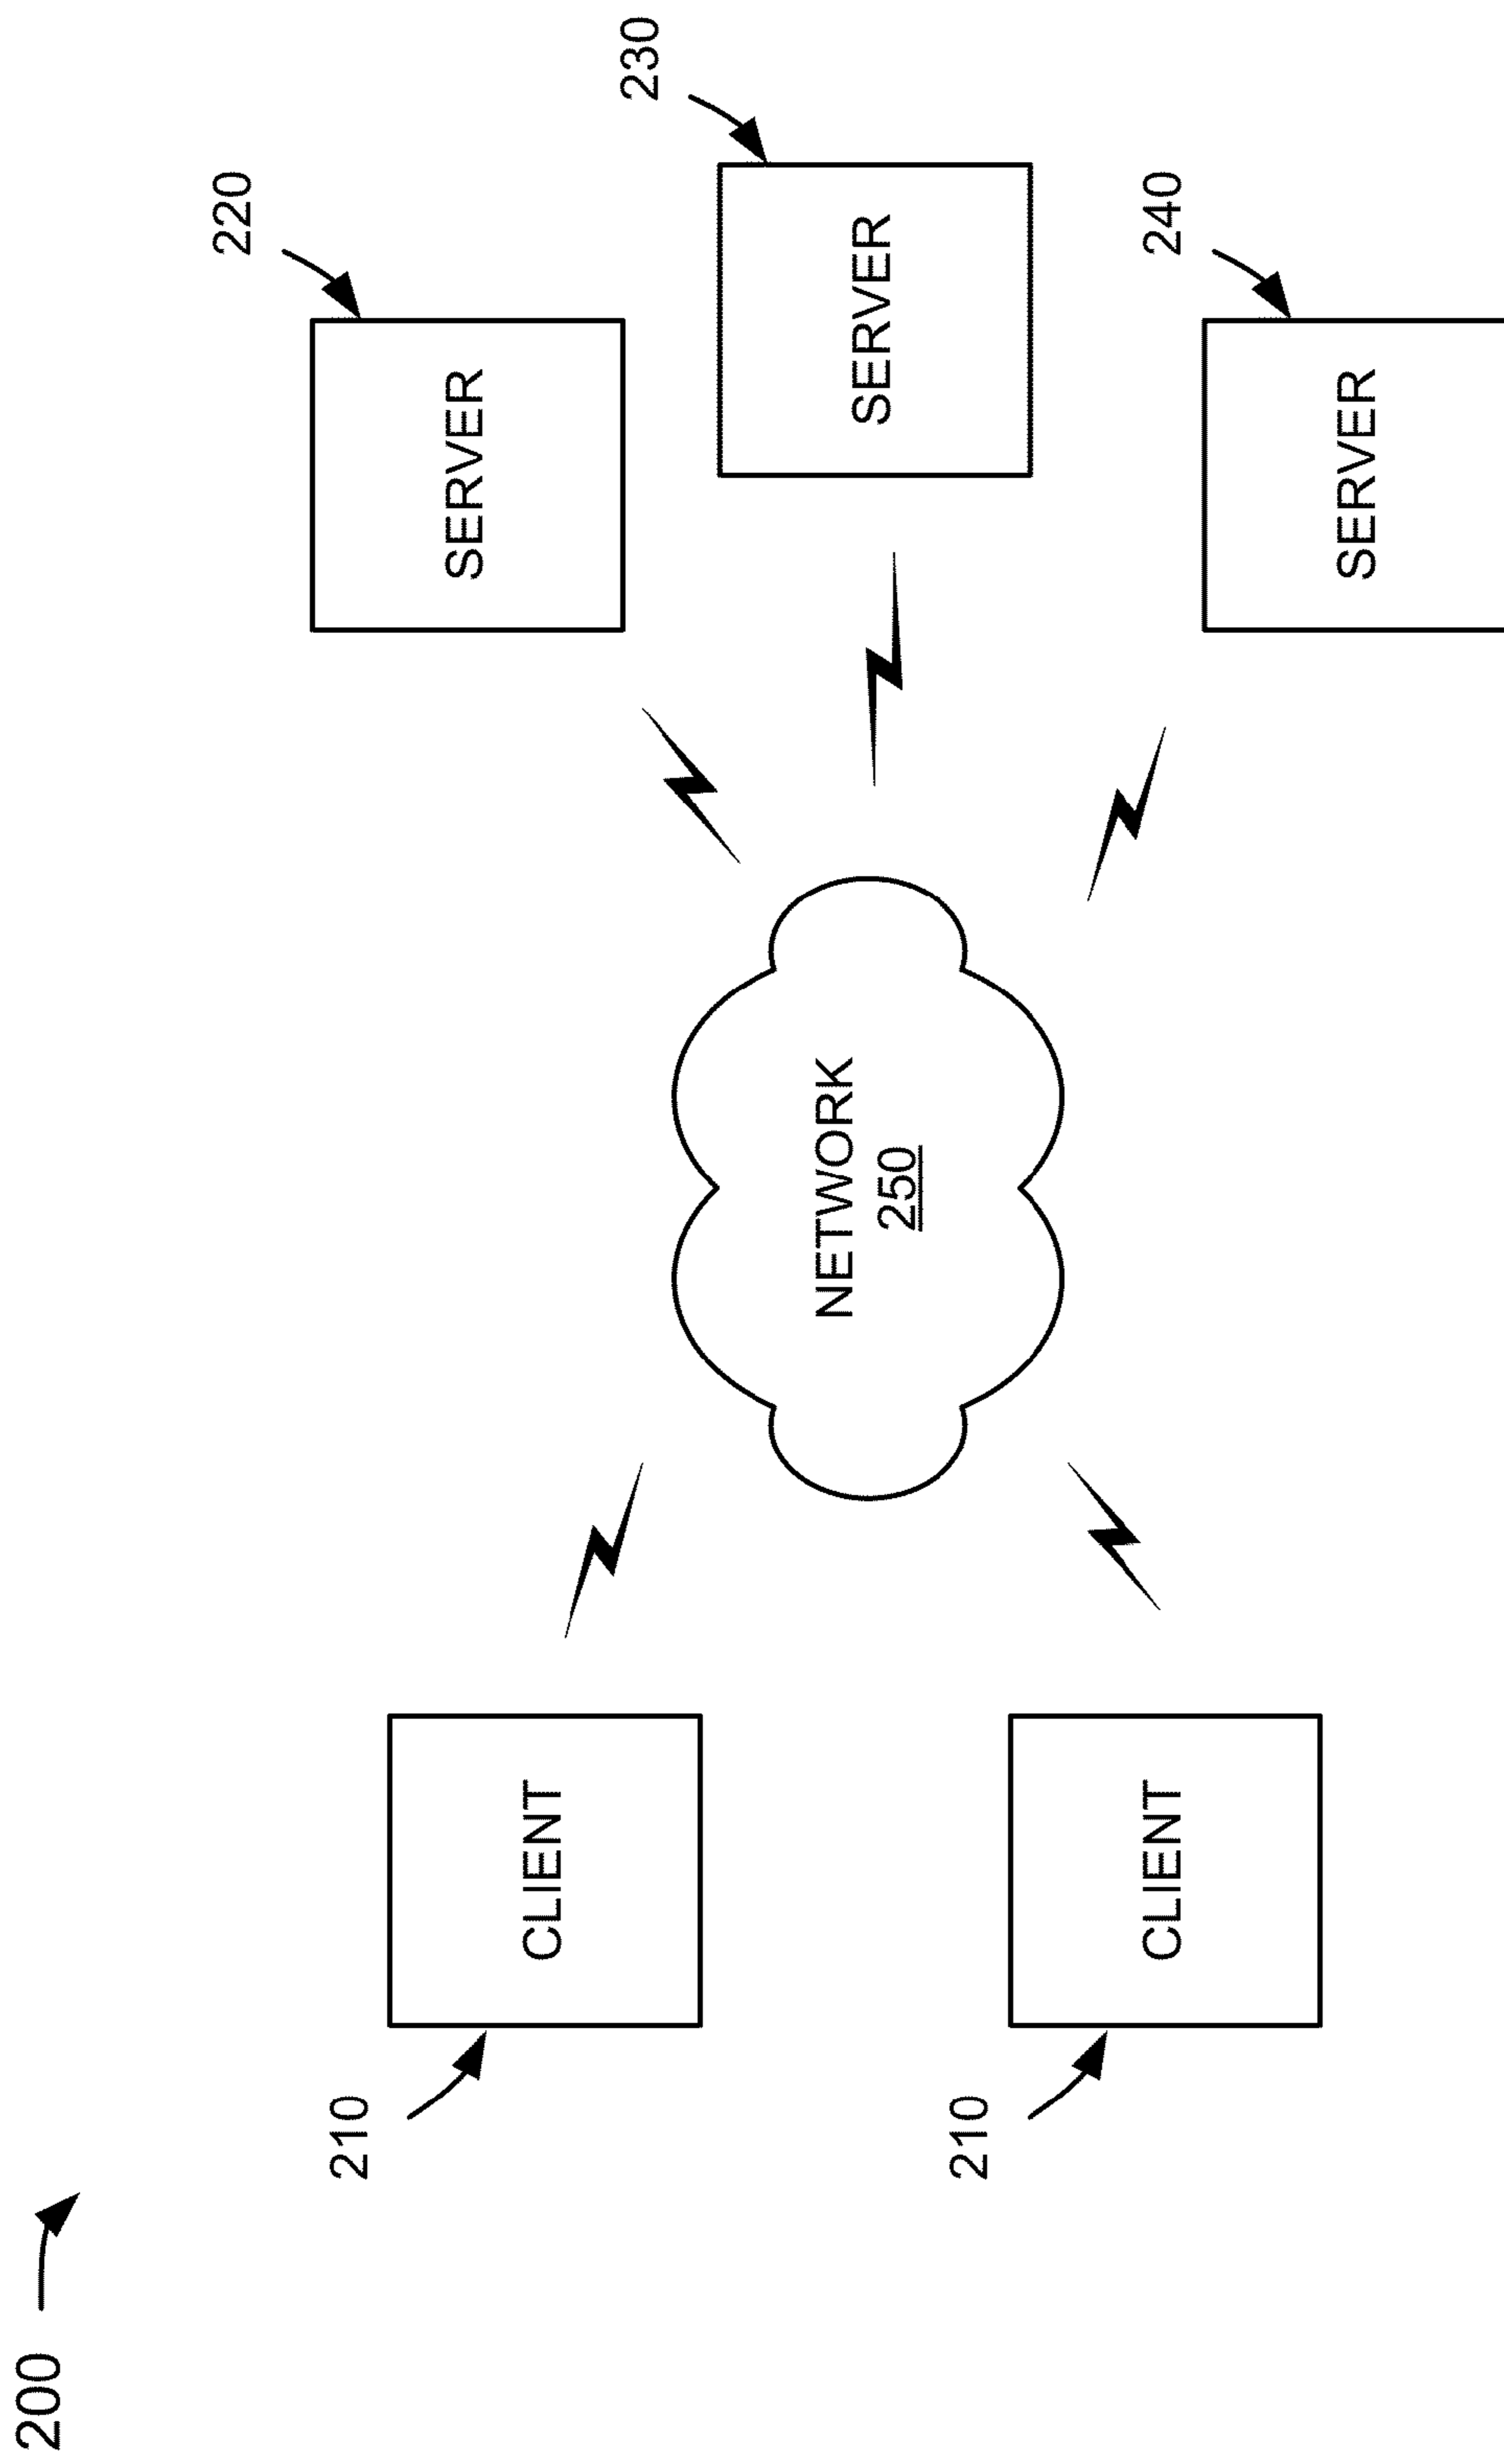 200
210
CLIENT
210
CLIENT
NETWORK
250
220
SERVER
230
SERVER
240
SERVER